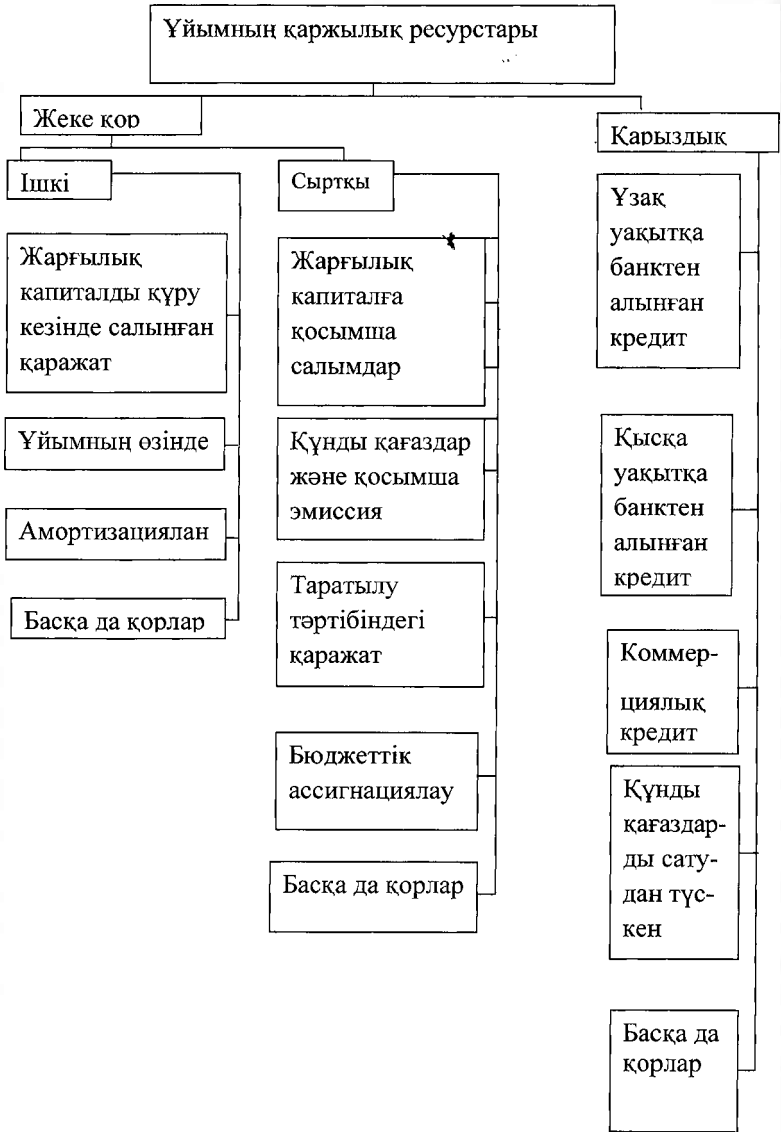 Ұйымның қаржылық ресурстары
Жеке қор
Ішкі
Жарғылық
капиталды құру
кезінде салынған
қаражат
Ұйымның өзінде
Амортизациялан
Басқа да қорлар
Сыртқы
Жарғылық
капиталға
қосымша
салымдар
Құнды қағаздар
және қосымша
эмиссия
Таратылу
тәртібіндегі
қаражат
Бюджеттік
ассигнациялау
Басқа да қорлар
Қарыздық
Ұзақ
уақытқа
банктен
алынған
кредит
Қысқа
уақытқа
банктен
алынған
кредит
Коммер-
циялық
кредит
Құнды
қағаздар-
ды сату-
дан түс-
кен
Басқа да
қорлар